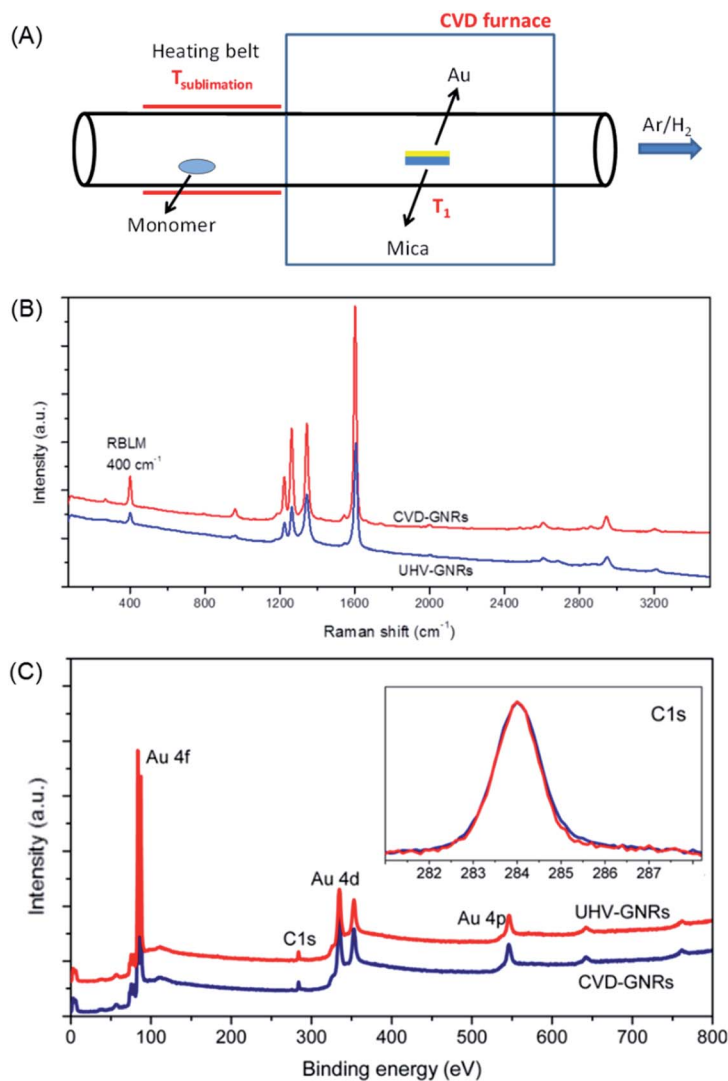 (A)
CVD furnace
Heating belt
T_sublimation
Au
Ar/H₂
Monomer
T₁
Mica
(B)
Intensity (a.u.)
RBLM
400 cm⁻¹
CVD-GNRs
UHV-GNRs
400 800 1200 1600 2000 2400 2800 3200
Raman shift (cm⁻¹)
(C)
Intensity (a.u.)
C1s
Au 4f
282 283 284 285 286 287
Au 4d
Au 4p
UHV-GNRs
C1s
CVD-GNRs
0 100 200 300 400 500 600 700 800
Binding energy (eV)